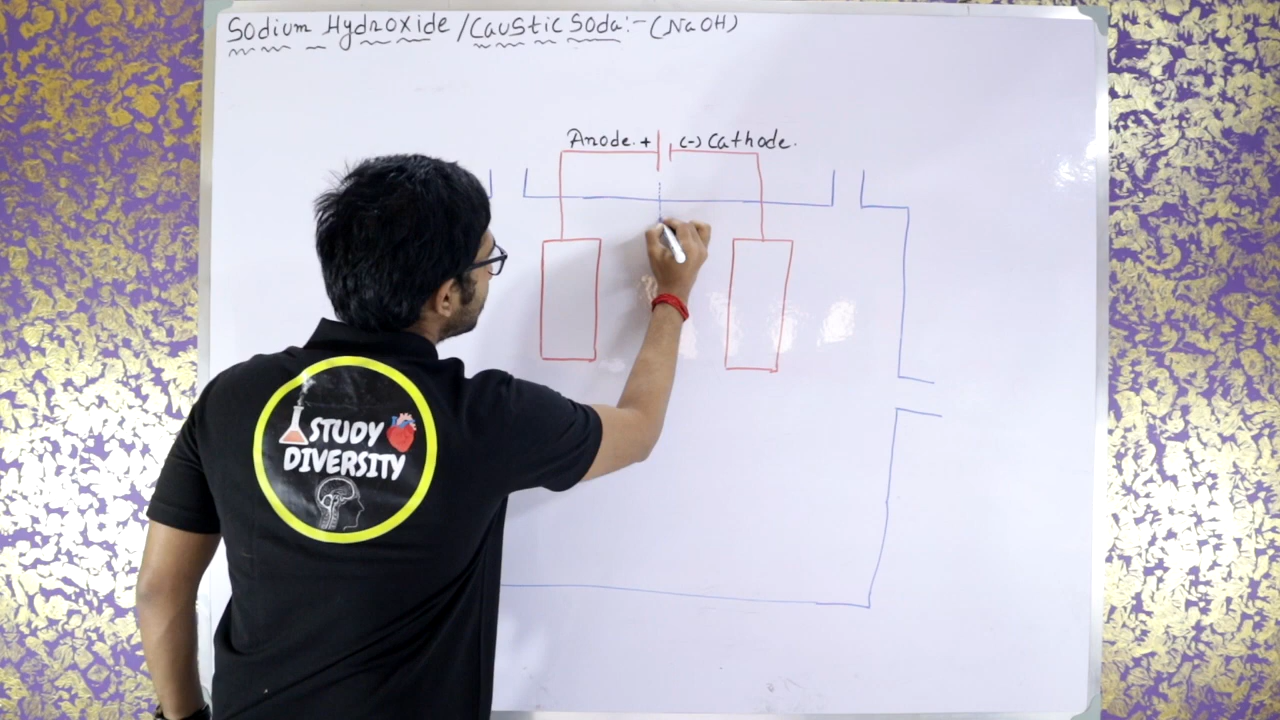 Sodium Hydroxide / Caustic Soda:- (NaOH)
Anode. + (-) Cathode.
STUDY
DIVERSITY